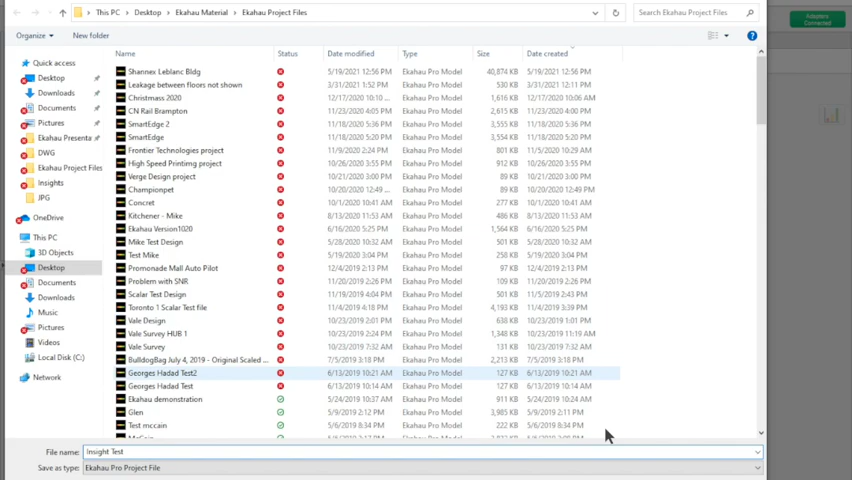 This PC > Desktop > Ekahau Material > Ekahau Project Files
Search Ekahau Project Files
Adapters
Connected
Organize New folder
Name Status Date modified Type Size Date created
Quick access
Desktop
Downloads
Documents
Pictures
Ekahau Presenta
DWG
Ekahau Project Files
Insights
JPG
OneDrive
This PC
3D Objects
Desktop
Documents
Downloads
Music
Pictures
Videos
Local Disk (C:)
Network
Shannex Leblanc Bldg 5/19/2021 12:56 PM Ekahau Pro Model 40,874 KB 5/19/2021 12:56 PM
Leakage between floors not shown 3/31/2021 1:52 PM Ekahau Pro Model 530 KB 3/31/2021 12:11 PM
Christmass 2020 12/17/2020 10:10 ... Ekahau Pro Model 1,616 KB 12/17/2020 10:06 AM
CN Rail Brampton 11/23/2020 4:05 PM Ekahau Pro Model 2,615 KB 11/23/2020 4:00 PM
SmartEdge 2 11/18/2020 5:36 PM Ekahau Pro Model 3,555 KB 11/18/2020 5:36 PM
SmartEdge 11/18/2020 5:20 PM Ekahau Pro Model 3,554 KB 11/18/2020 5:20 PM
Frontier Technologies project 11/9/2020 2:24 PM Ekahau Pro Model 801 KB 11/5/2020 10:29 AM
High Speed Printimg project 10/26/2020 3:55 PM Ekahau Pro Model 912 KB 10/26/2020 3:55 PM
Verge Design project 10/21/2020 3:00 PM Ekahau Pro Model 89 KB 10/21/2020 3:00 PM
Championpet 10/20/2020 12:49 ... Ekahau Pro Model 89 KB 10/20/2020 12:49 PM
Concret 10/1/2020 10:41 AM Ekahau Pro Model 277 KB 10/1/2020 10:41 AM
Kitchener - Mike 8/13/2020 11:53 AM Ekahau Pro Model 486 KB 8/13/2020 11:53 AM
Ekahau Version1020 6/16/2020 5:25 PM Ekahau Pro Model 1,564 KB 6/16/2020 5:25 PM
Mike Test Design 5/28/2020 10:32 AM Ekahau Pro Model 501 KB 5/28/2020 10:32 AM
Test Mike 5/19/2020 3:04 PM Ekahau Pro Model 255 KB 5/19/2020 3:04 PM
Promonade Mall Auto Pilot 12/4/2019 2:13 PM Ekahau Pro Model 97 KB 12/4/2019 2:13 PM
Problem with SNR 11/20/2019 2:26 PM Ekahau Pro Model 109 KB 11/20/2019 2:26 PM
Scalar Test Design 11/19/2019 4:04 PM Ekahau Pro Model 501 KB 11/5/2019 2:43 PM
Toronto 1 Scalar Test file 11/4/2019 4:18 PM Ekahau Pro Model 4,193 KB 11/4/2019 3:39 PM
Vale Design 10/23/2019 2:01 PM Ekahau Pro Model 638 KB 10/23/2019 1:01 PM
Vale Survey HUB 1 10/23/2019 2:24 PM Ekahau Pro Model 1,348 KB 10/23/2019 11:19 AM
Vale Survey 10/23/2019 7:32 AM Ekahau Pro Model 131 KB 10/23/2019 7:32 AM
BulldogBag July 4, 2019 - Original Scaled ... 7/5/2019 3:18 PM Ekahau Pro Model 2,213 KB 7/5/2019 3:18 PM
Georges Hadad Test2 6/13/2019 10:21 AM Ekahau Pro Model 127 KB 6/13/2019 10:21 AM
Georges Hadad Test 6/13/2019 10:14 AM Ekahau Pro Model 127 KB 6/13/2019 10:14 AM
Ekahau demonstration 5/24/2019 10:37 AM Ekahau Pro Model 911 KB 5/24/2019 10:24 AM
Glen 5/9/2019 2:12 PM Ekahau Pro Model 164 KB 5/9/2019 2:11 PM
Test mccain 5/6/2019 8:34 PM Ekahau Pro Model 222 KB 5/6/2019 8:34 PM
File name: Insight Test
Save as type: Ekahau Pro Project File